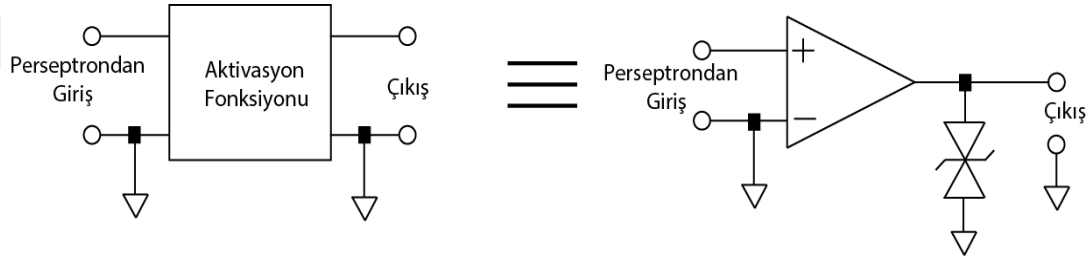 Perseptrondan
Giriş
Aktivasyon
Fonksiyonu
Çıkış
Perseptrondan
Giriş
+
−
Çıkış